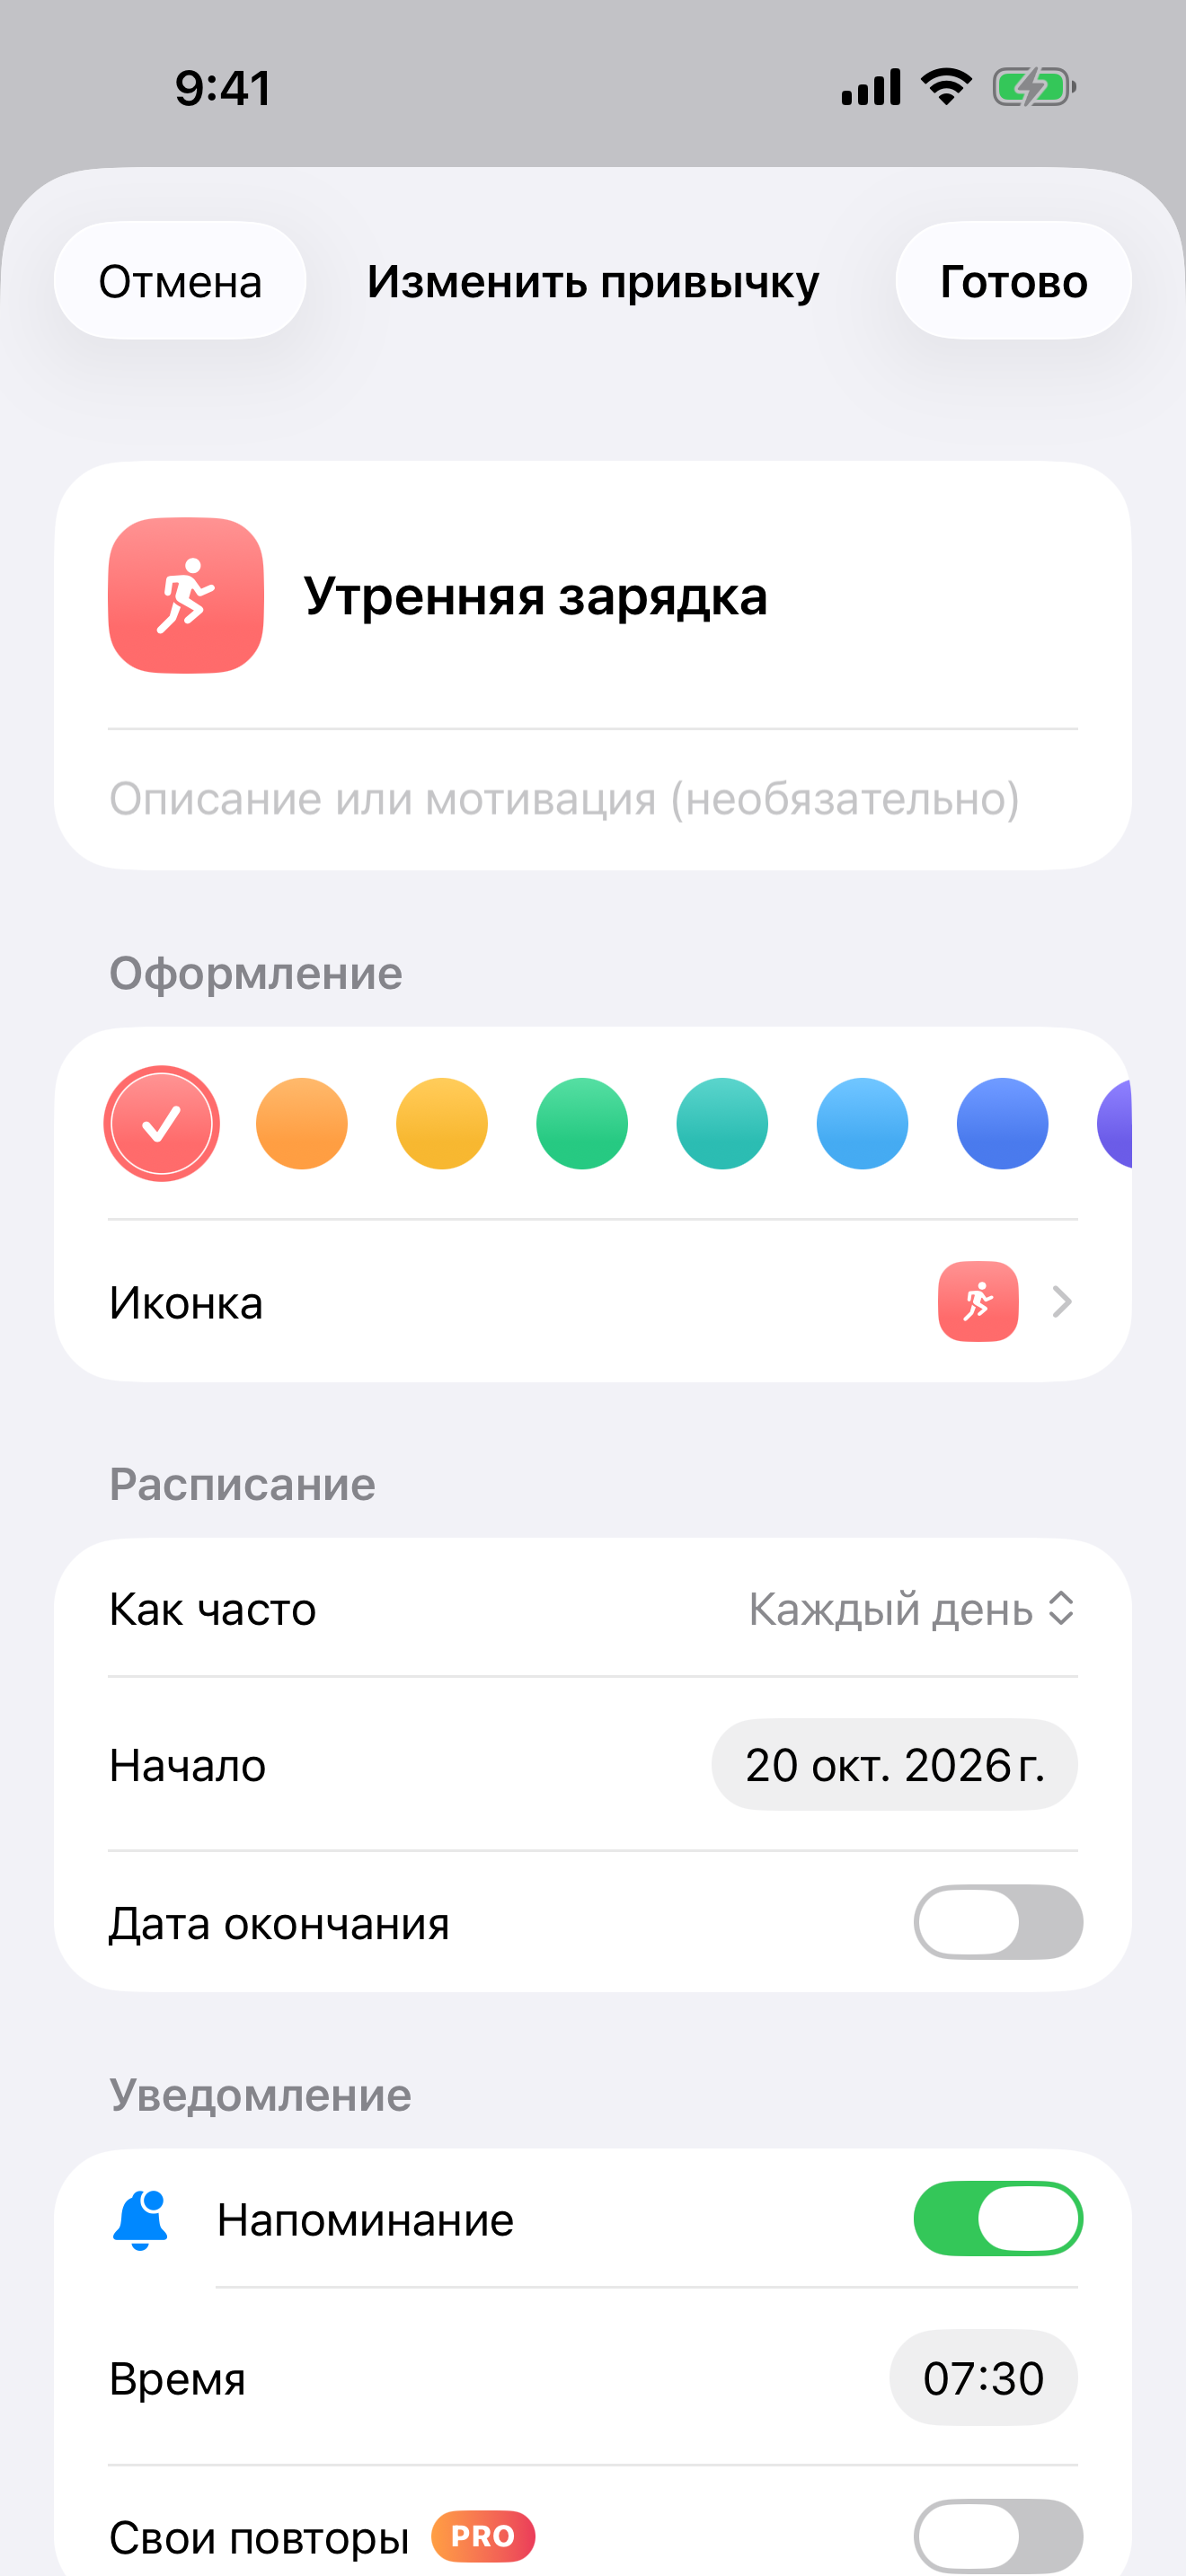 9:41
Отмена
Изменить привычку
Готово
Утренняя зарядка
Описание или мотивация (необязательно)
Оформление
Иконка
Расписание
Как часто
Каждый день
Начало
20 окт. 2026 г.
Дата окончания
Уведомление
Напоминание
Время
07:30
Свои повторы
PRO